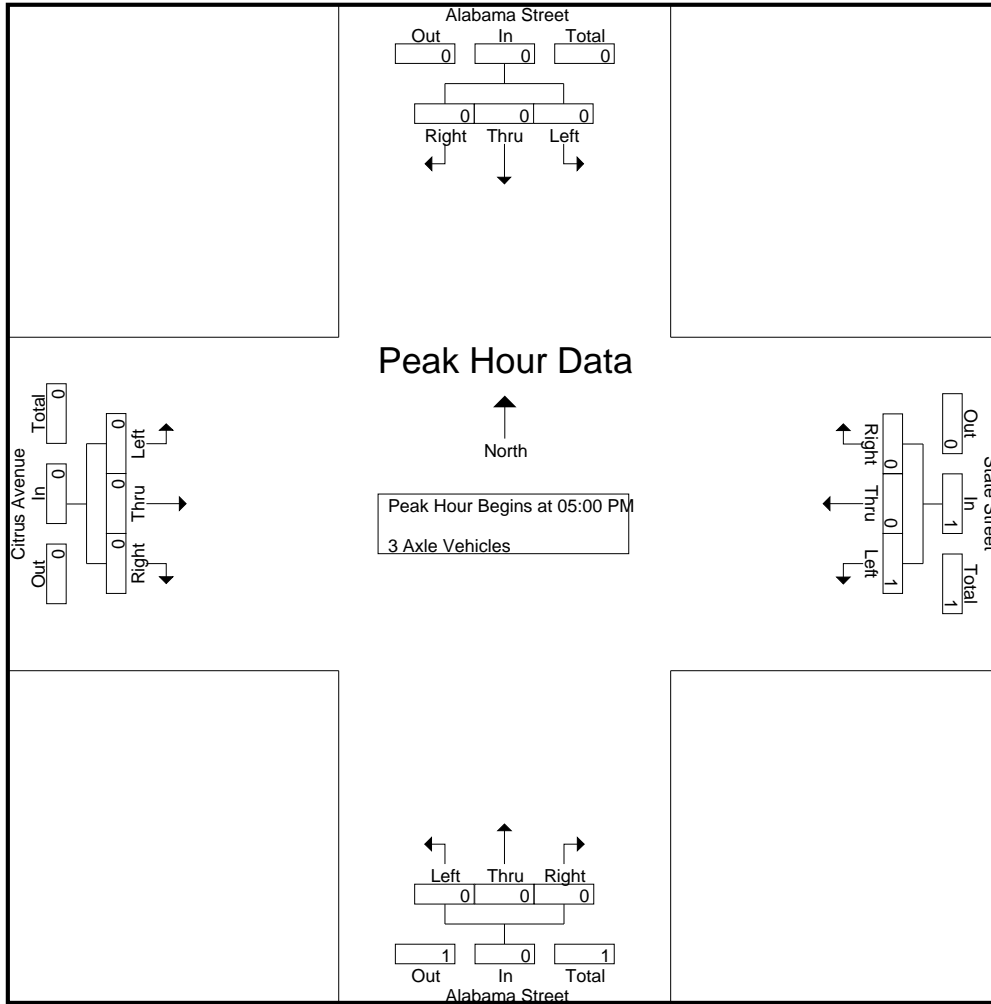 Alabama Street
Out In Total
0 0 0
0 0 0
Right Thru Left
Peak Hour Data
North
Peak Hour Begins at 05:00 PM
3 Axle Vehicles
Citrus Avenue
Out In Total
0 0 0
0 0 0
Right Thru Left
State Street
Out In Total
0 1 1
0 0 1
Right Thru Left
Left Thru Right
0 0 0
1 0 1
Out In Total
Alabama Street